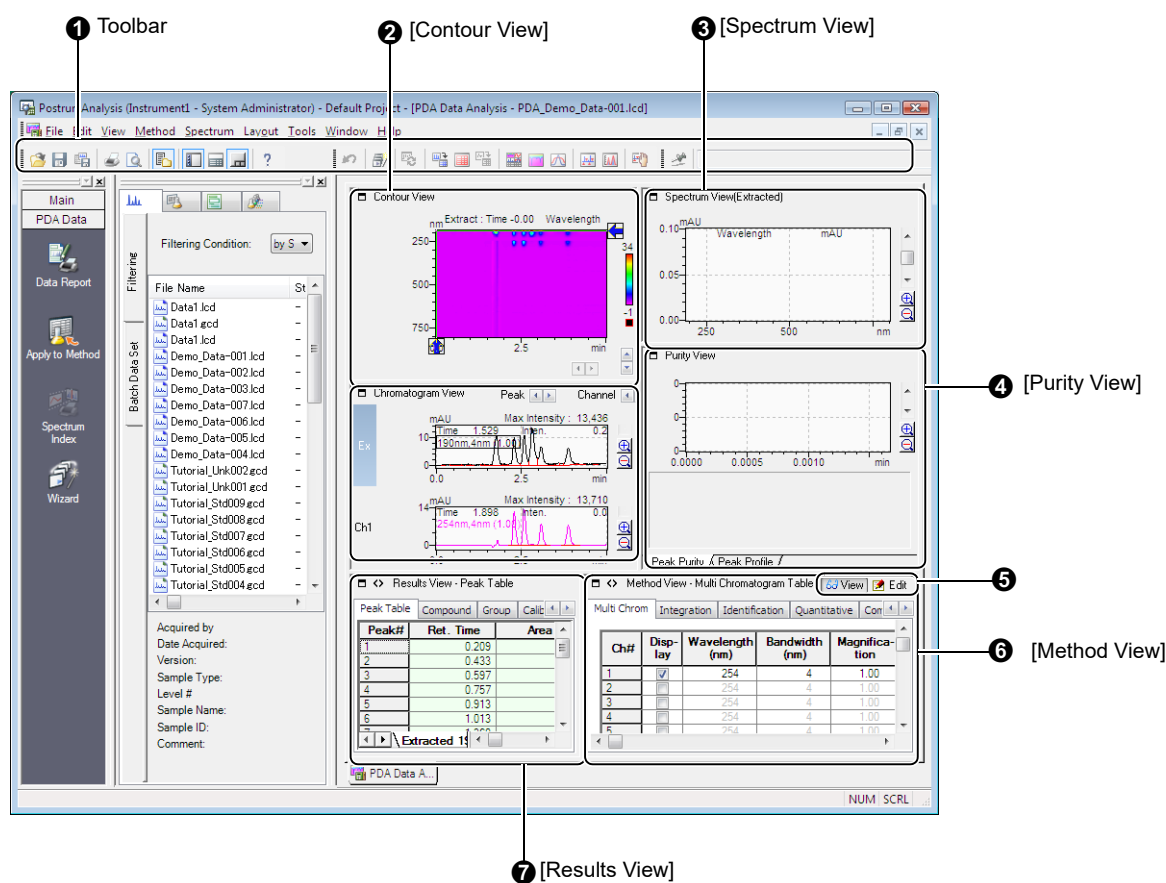 1 Toolbar
2 [Contour View]
3 [Spectrum View]
Postrun Analysis (Instrument1 - System Administrator) - Default Project - [PDA Data Analysis - PDA_Demo_Data-001.lcd]
File Edit View Method Spectrum Layout Tools Window Help
Main
PDA Data
Data Report
Apply to Method
Spectrum Index
Wizard
Filtering
Batch Data Set
Filtering Condition: by S
File Name St
Data1.lcd -
Data1.gcd -
Data1.lcd -
Demo_Data-001.lcd -
Demo_Data-002.lcd -
Demo_Data-003.lcd -
Demo_Data-007.lcd -
Demo_Data-006.lcd -
Demo_Data-005.lcd -
Demo_Data-004.lcd -
Tutorial_Unk002.gcd -
Tutorial_Unk001.gcd -
Tutorial_Std009.gcd -
Tutorial_Std008.gcd -
Tutorial_Std007.gcd -
Tutorial_Std006.gcd -
Tutorial_Std005.gcd -
Tutorial_Std004.gcd -
Acquired by
Date Acquired:
Version:
Sample Type:
Level #
Sample Name:
Sample ID:
Comment:
Contour View
nm Extract : Time -0.00 Wavelength
250
500
750
2.5 min
34
-1
Spectrum View(Extracted)
mAU
Wavelength mAU
0.10
0.05
0.00
250 500 nm
Purity View
0
0
0
0.0000 0.0005 0.0010 min
Peak Purity Peak Profile
4 [Purity View]
Chromatogram View Peak Channel
Ex
mAU Max Intensity : 13,436
Time 1.529 Inten. 0.2
10
190nm,4nm (1.00)
0
0.0 2.5 min
Ch1
mAU Max Intensity : 13,710
14
Time 1.898 Inten. 0.0
254nm,4nm (1.00)
0
Results View - Peak Table
Peak Table Compound Group Calib
Peak# Ret. Time Area
1 0.209
2 0.433
3 0.597
4 0.757
5 0.913
6 1.013
Extracted 19
Method View - Multi Chromatogram Table View Edit
5
Multi Chrom Integration Identification Quantitative Com
Ch# Disp-lay Wavelength (nm) Bandwidth (nm) Magnifica-tion
1 254 4 1.00
2 254 4 1.00
3 254 4 1.00
4 254 4 1.00
5 254 4 1.00
6 [Method View]
PDA Data A...
NUM SCRL
7 [Results View]